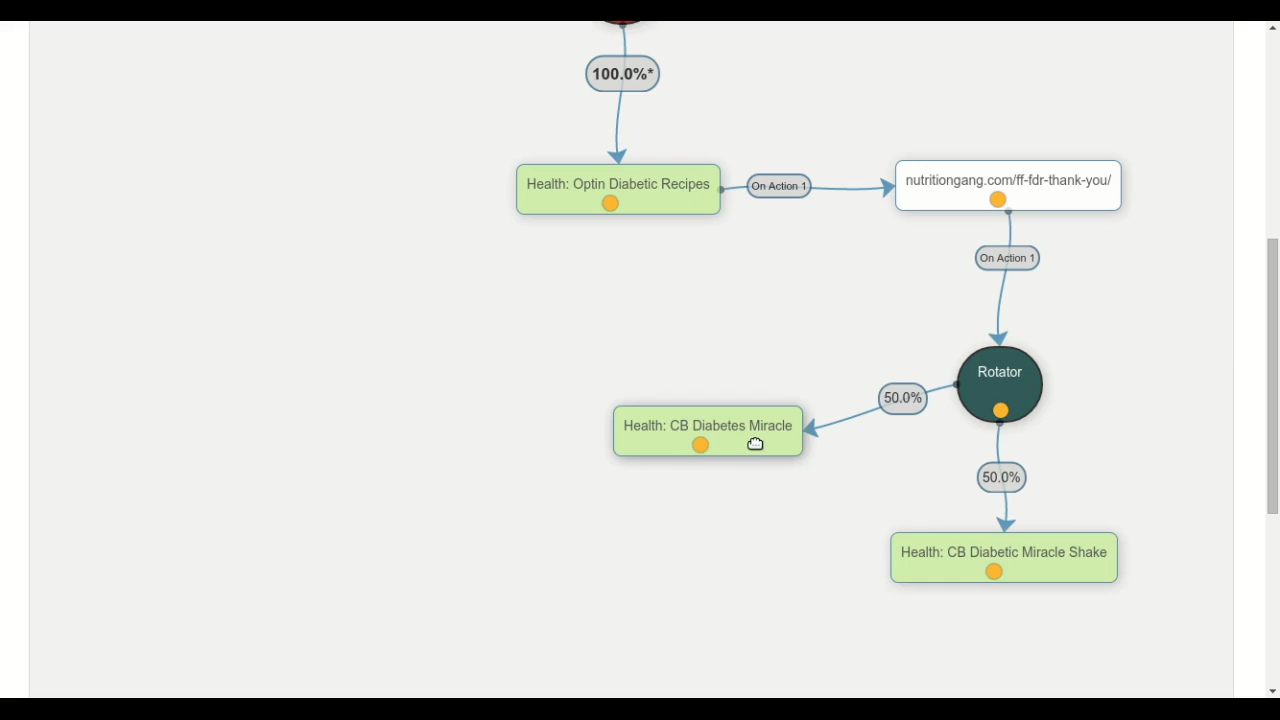 100.0%*
Health: Optin Diabetic Recipes
On Action 1
nutritiongang.com/ff-fdr-thank-you/
On Action 1
Rotator
50.0%
Health: CB Diabetes Miracle
50.0%
Health: CB Diabetic Miracle Shake